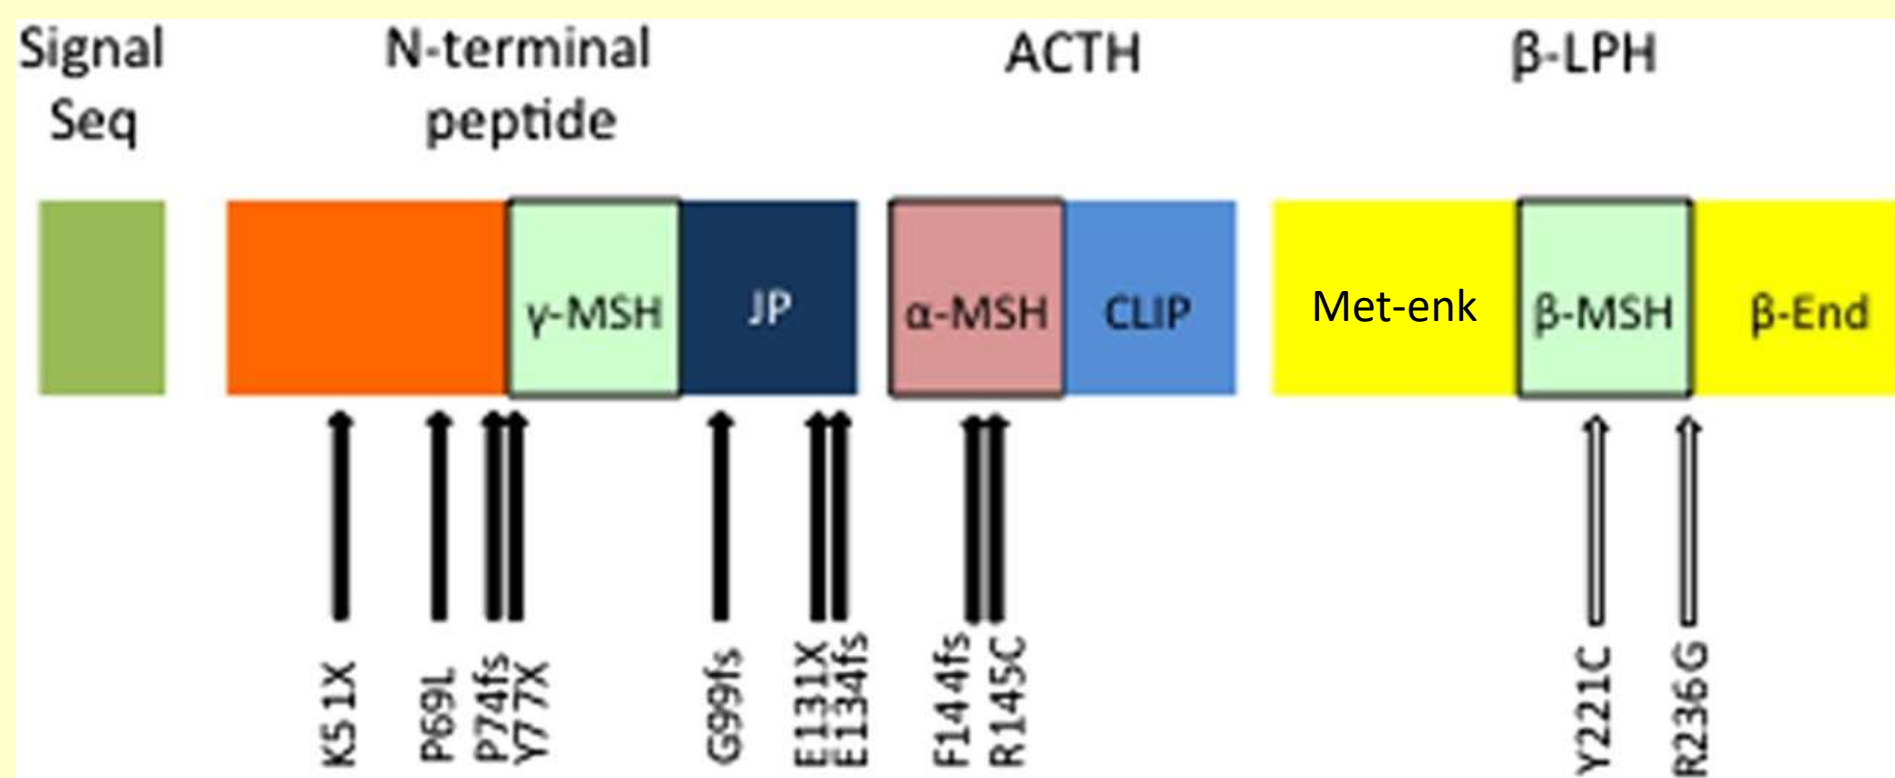 Signal
Seq
N-terminal
peptide
ACTH
β-LPH
γ-MSH
JP
α-MSH
CLIP
Met-enk
β-MSH
β-End
K51X
P69L
P74fs
Y77X
G99fs
E131X
E134fs
F144fs
R145C
Y221C
R236G